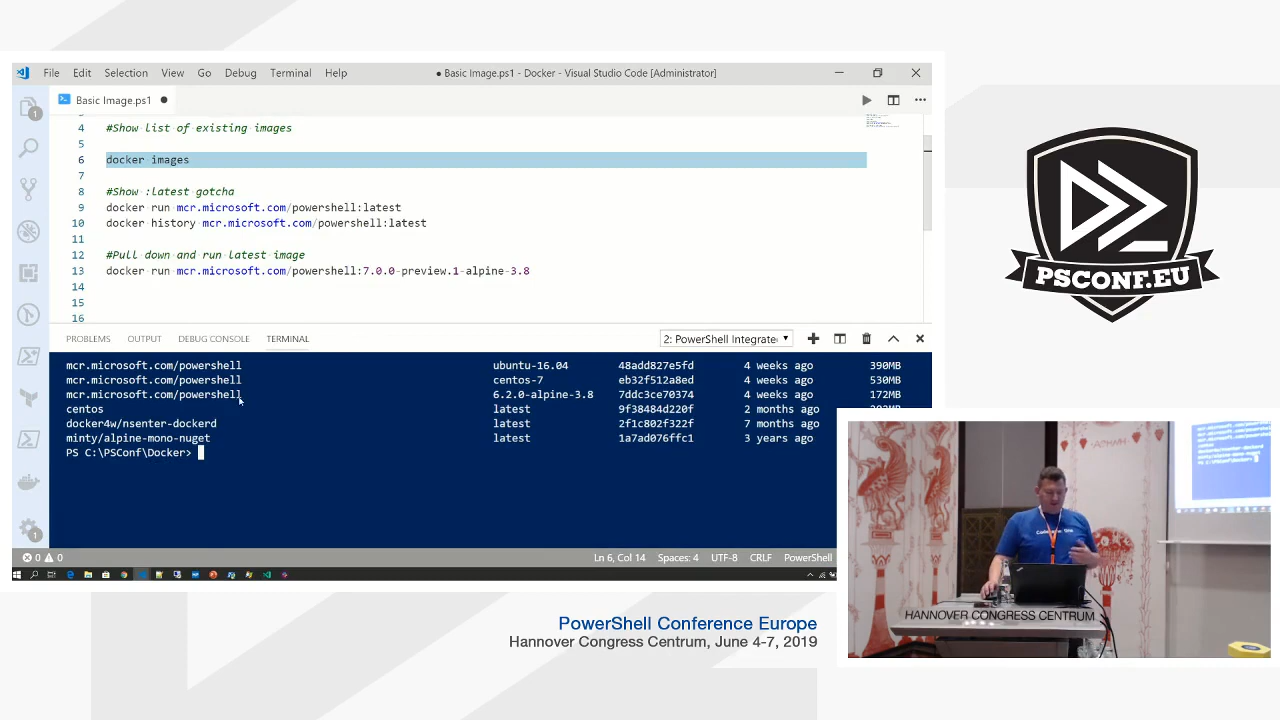 File Edit Selection View Go Debug Terminal Help ● Basic Image.ps1 - Docker - Visual Studio Code [Administrator]
Basic Image.ps1 ●
4 #Show list of existing images
5
6 docker images
7
8 #Show :latest gotcha
9 docker run mcr.microsoft.com/powershell:latest
10 docker history mcr.microsoft.com/powershell:latest
11
12 #Pull down and run latest image
13 docker run mcr.microsoft.com/powershell:7.0.0-preview.1-alpine-3.8
14
15
16
PROBLEMS OUTPUT DEBUG CONSOLE TERMINAL 2: PowerShell Integrate
mcr.microsoft.com/powershell ubuntu-16.04 48add827e5fd 4 weeks ago 390MB
mcr.microsoft.com/powershell centos-7 eb32f512a8ed 4 weeks ago 530MB
mcr.microsoft.com/powershell 6.2.0-alpine-3.8 7ddc3ce70374 4 weeks ago 172MB
centos latest 9f38484d220f 2 months ago
docker4w/nsenter-dockerd latest 2f1c802f322f 7 months ago
minty/alpine-mono-nuget latest 1a7ad076ffc1 3 years ago
PS C:\PSConf\Docker>
0 0 Ln 6, Col 14 Spaces: 4 UTF-8 CRLF PowerShell
PSCONF.EU
HANNOVER CONGRESS CENTRUM
PowerShell Conference Europe
Hannover Congress Centrum, June 4-7, 2019